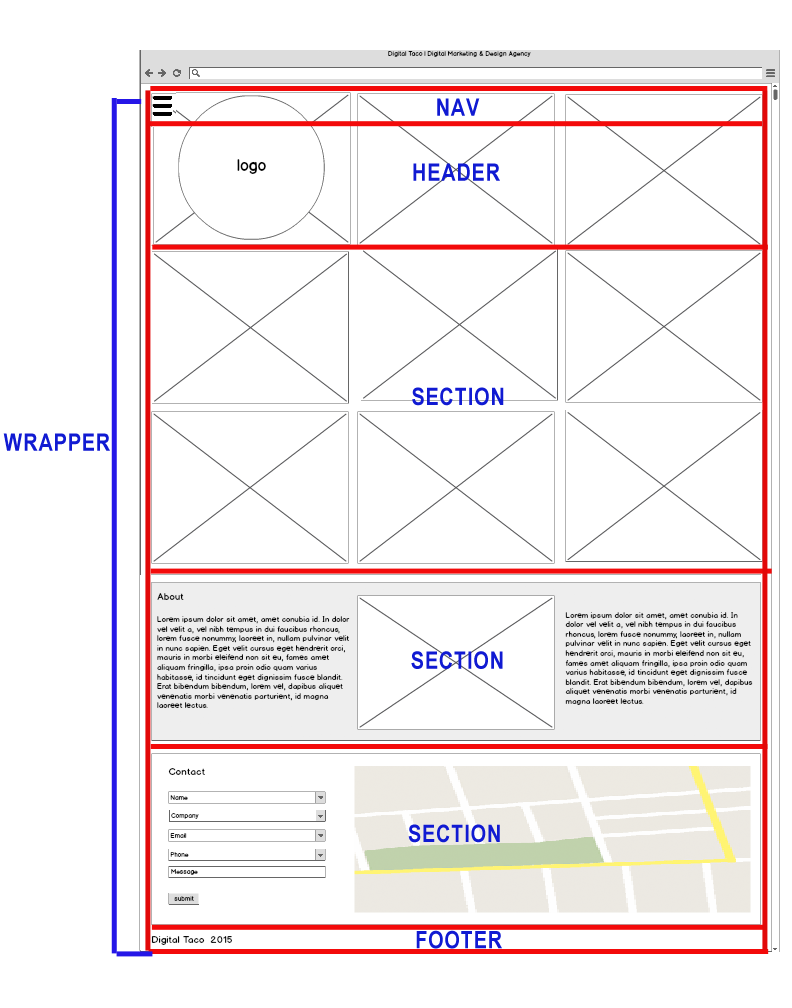 Digital Taco | Digital Marketing & Design Agency
NAV
logo
HEADER
SECTION
WRAPPER
About
Lorem ipsum dolor sit amet, amet conubia id. In dolor
vel velit a, vel nibh tempus in dui faucibus rhoncus,
lorem fusce nonummy, laoreet in, nullam pulvinar velit
in nunc sapien. Eget velit curae hendrerit orci,
mauris in morbi eleifend non sit eu, fames amet
aliquam fringilla, ipsa proin odio quam varius
habitasse, id tincidunt eget dignissim fusce blandit.
Erat bibendum bibendum, lorem vel, dapibus aliquet
venenatis morbi venenatis parturient, id magna
laoreet lectus.
SECTION
Lorem ipsum dolor sit amet, amet conubia id. In
dolor vel velit a, vel nibh tempus in dui faucibus
rhoncus, lorem fusce nonummy, laoreet in, nullam
pulvinar velit in nunc sapien. Eget velit curae
hendrerit orci, mauris in morbi eleifend non sit eu,
fames amet aliquam fringilla, ipsa proin odio quam
varius habitasse, id tincidunt eget dignissim fusce
blandit. Erat bibendum bibendum, lorem vel, dapibus
aliquet venenatis morbi venenatis parturient, id
magna laoreet lectus.
Contact
Name
Company
Email
Phone
Message
submit
SECTION
Digital Taco 2015
FOOTER